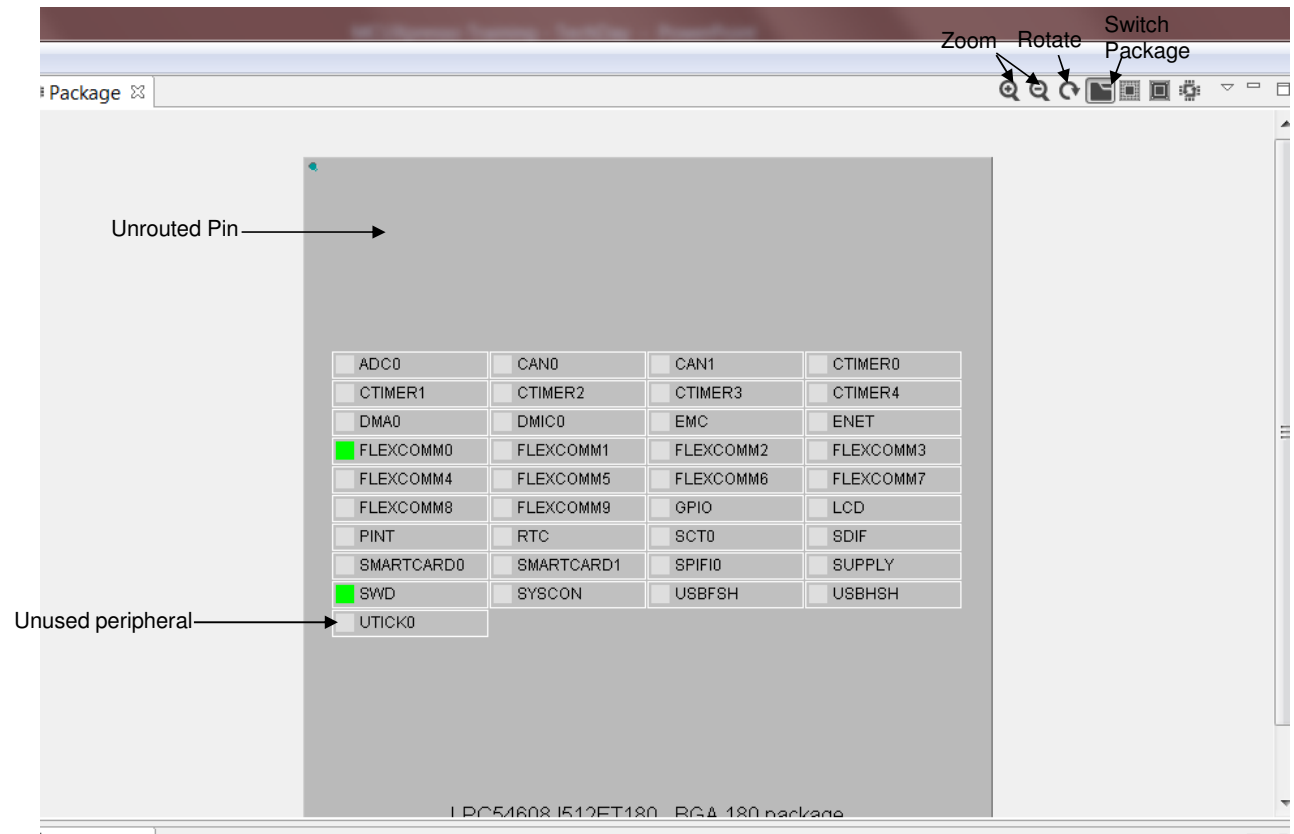 Switch
Zoom Rotate Package
Package
Unrouted Pin
ADC0 CAN0 CAN1 CTIMER0
CTIMER1 CTIMER2 CTIMER3 CTIMER4
DMA0 DMIC0 EMC ENET
FLEXCOMM0 FLEXCOMM1 FLEXCOMM2 FLEXCOMM3
FLEXCOMM4 FLEXCOMM5 FLEXCOMM6 FLEXCOMM7
FLEXCOMM8 FLEXCOMM9 GPIO LCD
PINT RTC SCT0 SDIF
SMARTCARD0 SMARTCARD1 SPIFI0 SUPPLY
SWD SYSCON USBFSH USBHSH
Unused peripheral UTICK0
LPC54608J512ET180 BGA 180 package